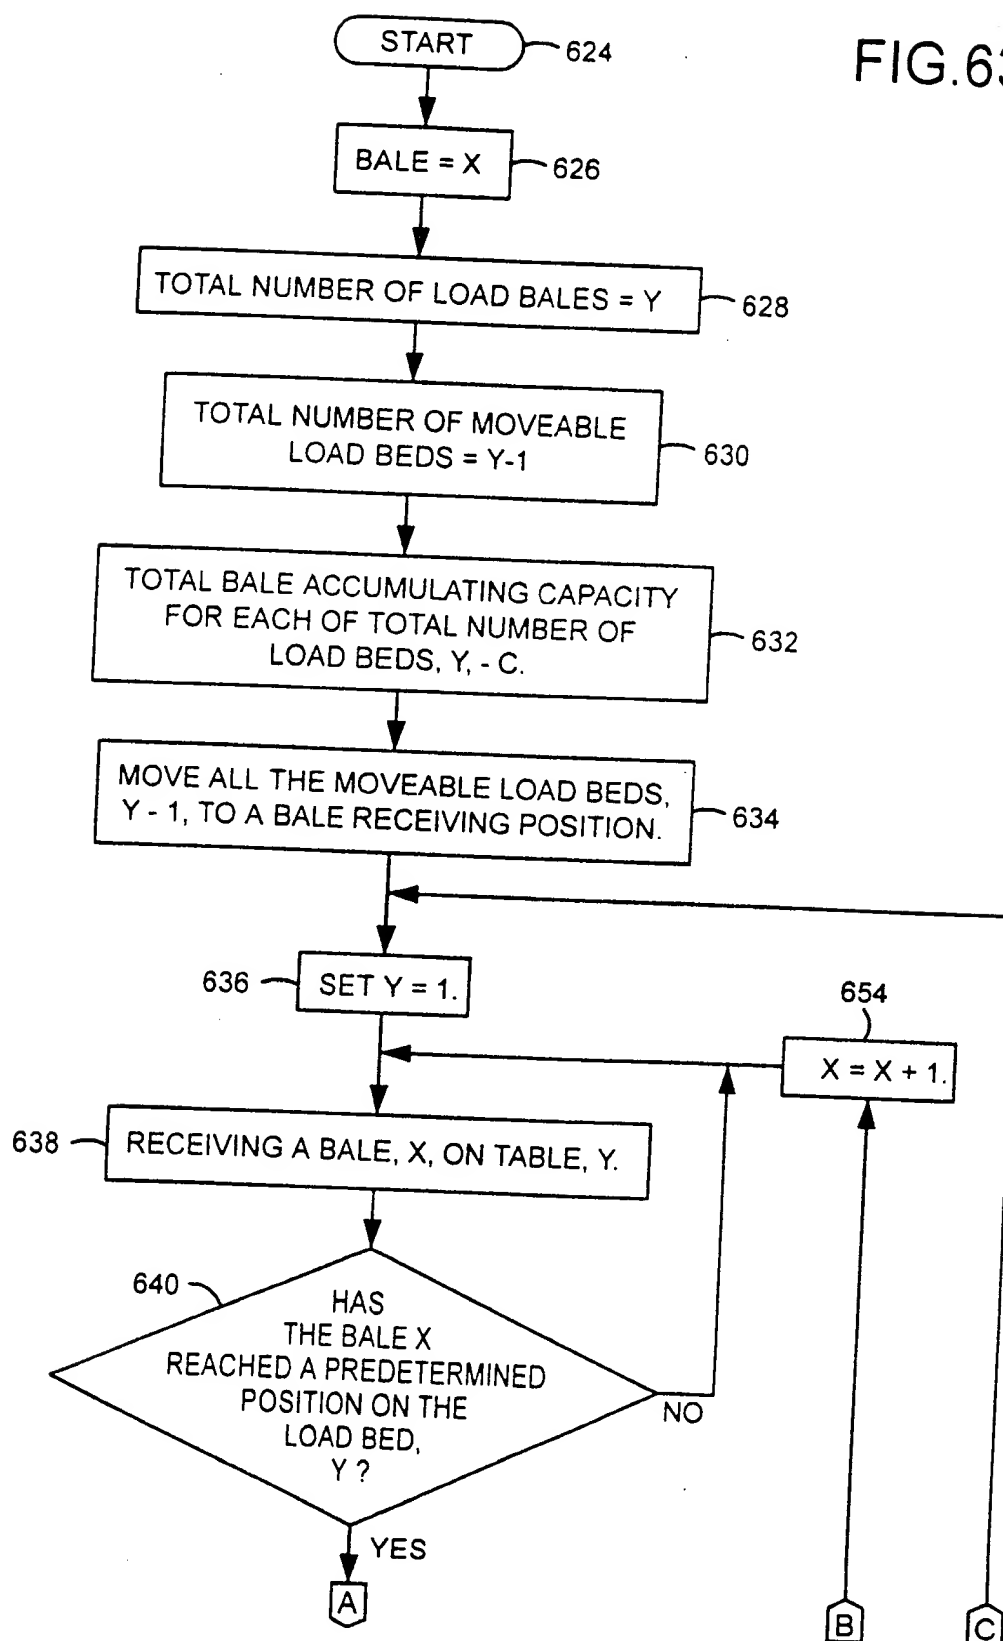 START
624
FIG.63
BALE = X
626
TOTAL NUMBER OF LOAD BALES = Y
628
TOTAL NUMBER OF MOVEABLE
LOAD BEDS = Y-1
630
TOTAL BALE ACCUMULATING CAPACITY
FOR EACH OF TOTAL NUMBER OF
LOAD BEDS, Y, - C.
632
MOVE ALL THE MOVEABLE LOAD BEDS,
Y - 1, TO A BALE RECEIVING POSITION.
634
636
SET Y = 1.
654
X = X + 1.
638
RECEIVING A BALE, X, ON TABLE, Y.
640
HAS
THE BALE X
REACHED A PREDETERMINED
POSITION ON THE
LOAD BED,
Y ?
NO
YES
A
B
C